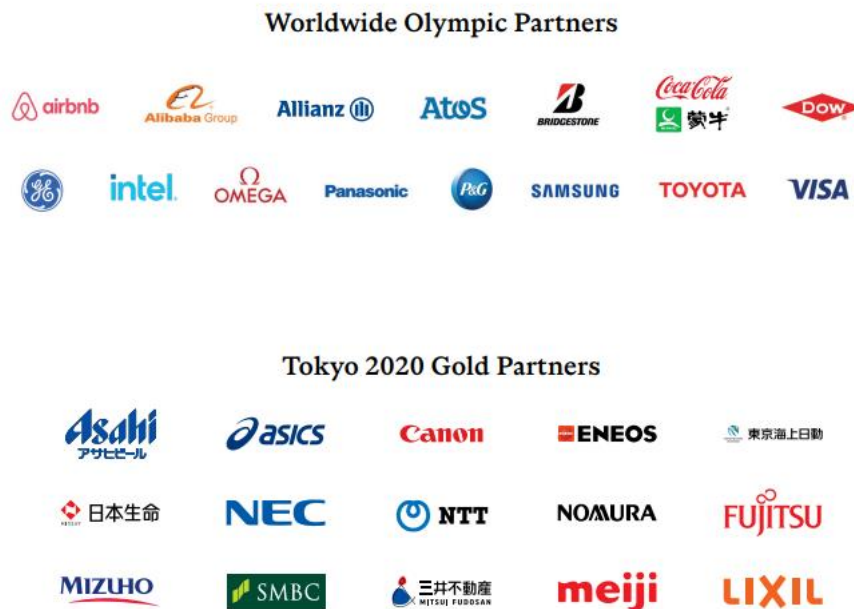 Worldwide Olympic Partners
airbnb
Alibaba Group
Allianz
Atos
BRIDGESTONE
Coca-Cola
蒙牛
DOW
GE
intel.
Ω
OMEGA
Panasonic
P&G
SAMSUNG
TOYOTA
VISA
Tokyo 2020 Gold Partners
Asahi
アサヒビール
asics
Canon
ENEOS
東京海上日動
日本生命
NISSAY
NEC
NTT
NOMURA
FUJITSU
MIZUHO
SMBC
三井不動産
MITSUI FUDOSAN
meiji
LIXIL